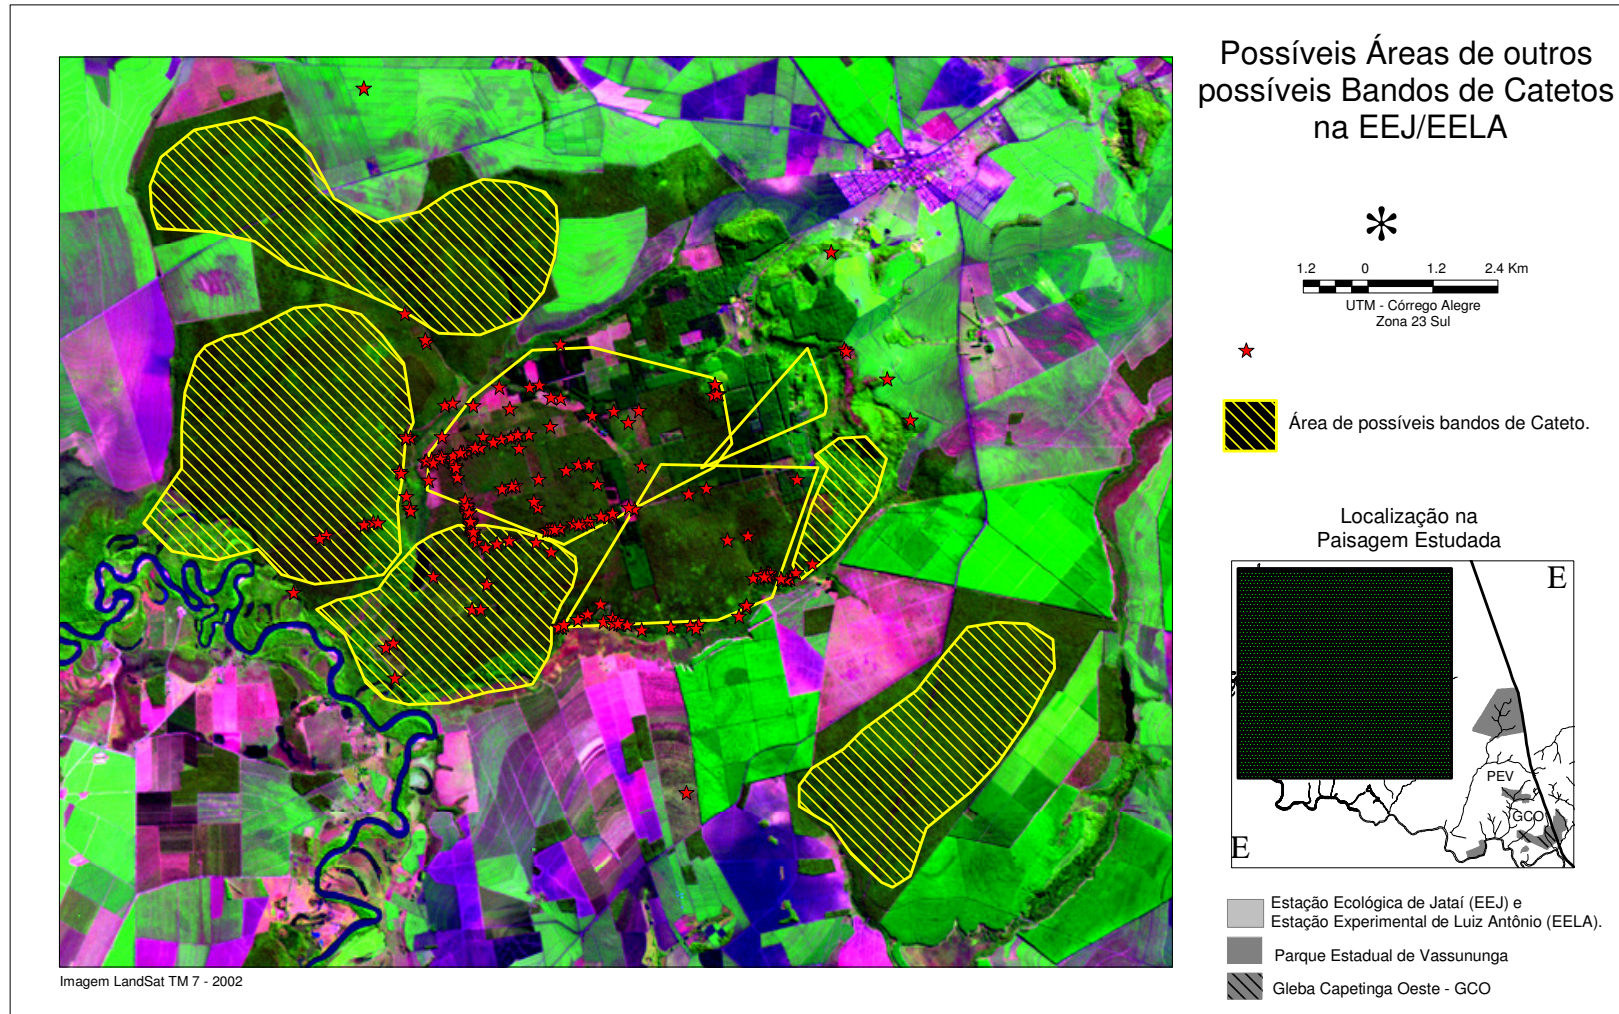 Possíveis Áreas de outros
possíveis Bandos de Catetos
na EEJ/EELA
1.2 0 1.2 2.4 Km
UTM - Córrego Alegre
Zona 23 Sul
Área de possíveis bandos de Cateto.
Localização na
Paisagem Estudada
E
PEV
GCO
E
Estação Ecológica de Jataí (EEJ) e
Estação Experimental de Luiz Antônio (EELA).
Parque Estadual de Vassununga
Gleba Capetinga Oeste - GCO
Imagem LandSat TM 7 - 2002